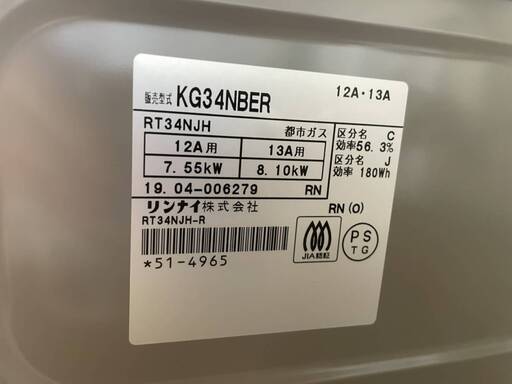 販売型式 KG34NBER 12A・13A
RT34NJH 都市ガス
12A用 13A用
7.55kW 8.10kW
区分名 C
効率56.3%
区分名 J
効率 180Wh
19.04-006279 RN
リンナイ株式会社 RN(O)
RT34NJH-R
*51-4965
JIA認証
PS
TG